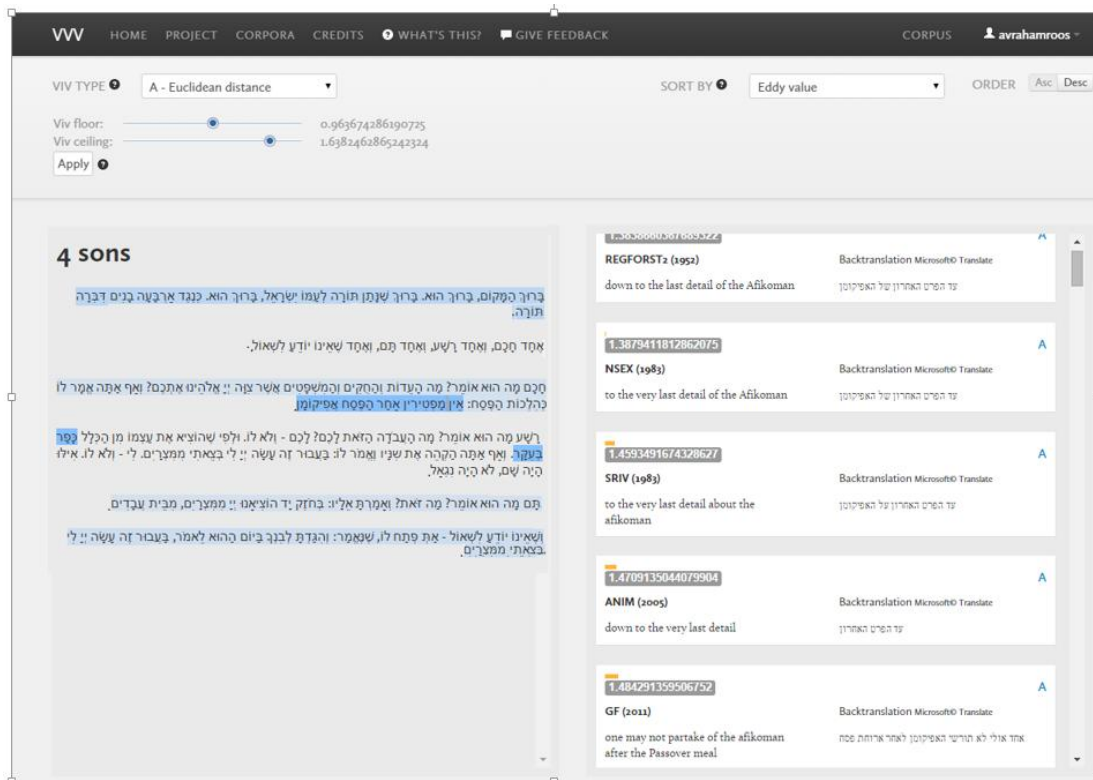 VVV HOME PROJECT CORPORA CREDITS WHAT'S THIS? GIVE FEEDBACK CORPUS avrahamroos
VIV TYPE A - Euclidean distance SORT BY Eddy value ORDER Asc Desc
Viv floor: 0.963674286190725
Viv ceiling: 1.6382462865242324
Apply
4 sons
בָּרוּךְ הַמָּקוֹם, בָּרוּךְ הוּא. בָּרוּךְ שֶׁנָּתַן תּוֹרָה לְעַמּוֹ יִשְׂרָאֵל, בָּרוּךְ הוּא. כְּנֶגֶד אַרְבָּעָה בָנִים דִּבְּרָה
תוֹרָה.
אֶחָד חָכָם, וְאֶחָד רָשָׁע, וְאֶחָד תָּם, וְאֶחָד שֶׁאֵינוֹ יוֹדֵעַ לִשְׁאוֹל.
חָכָם מָה הוּא אוֹמֵר? מָה הָעֵדוֹת וְהַחֻקִּים וְהַמִּשְׁפָּטִים אֲשֶׁר צִוָּה יְיָ אֱלֹהֵינוּ אֶתְכֶם? וְאַף אַתָּה אֱמָר לוֹ
כְּהִלְכוֹת הַפֶּסַח: אֵין מַפְטִירִין אַחַר הַפֶּסַח אֲפִיקוֹמָן
רָשָׁע מָה הוּא אוֹמֵר? מָה הָעֲבֹדָה הַזֹּאת לָכֶם? לָכֶם - וְלֹא לוֹ. וּלְפִי שֶׁהוֹצִיא אֶת עַצְמוֹ מִן הַכְּלָל כָּפַר
בְּעִקָּר. וְאַף אַתָּה הַקְהֵה אֶת שִׁנָּיו וֶאֱמֹר לוֹ: בַּעֲבוּר זֶה עָשָׂה יְיָ לִי בְּצֵאתִי מִמִּצְרָיִם. לִי - וְלֹא לוֹ. אִילּוּ
הָיָה שָׁם, לֹא הָיָה נִגְאָל.
תָּם מָה הוּא אוֹמֵר? מָה זֹאת? וְאָמַרְתָּ אֵלָיו: בְּחֹזֶק יָד הוֹצִיאָנוּ יְיָ מִמִּצְרָיִם, מִבֵּית עֲבָדִים.
וְשֶׁאֵינוֹ יוֹדֵעַ לִשְׁאוֹל - אַתְּ פְּתַח לוֹ, שֶׁנֶּאֱמַר: וְהִגַּדְתָּ לְבִנְךָ בַּיּוֹם הַהוּא לֵאמֹר, בַּעֲבוּר זֶה עָשָׂה יְיָ לִי
בְּצֵאתִי מִמִּצְרָיִם.
A
REGFORST2 (1952) Backtranslation Microsoft© Translate
down to the last detail of the Afikoman עד הפרט האחרון של האפיקומן
1.3879411812862075 A
NSEX (1983) Backtranslation Microsoft© Translate
to the very last detail of the Afikoman עד הפרט האחרון של האפיקומן
1.4593491674328627 A
SRIV (1983) Backtranslation Microsoft© Translate
to the very last detail about the עד הפרט האחרון על האפיקומן
afikoman
1.4709135044079904 A
ANIM (2005) Backtranslation Microsoft© Translate
down to the very last detail עד הפרט האחרון
1.484291359506752 A
GF (2011) Backtranslation Microsoft© Translate
one may not partake of the afikoman אחד אולי לא תורשי האפיקומן לאחר ארוחת פסח
after the Passover meal